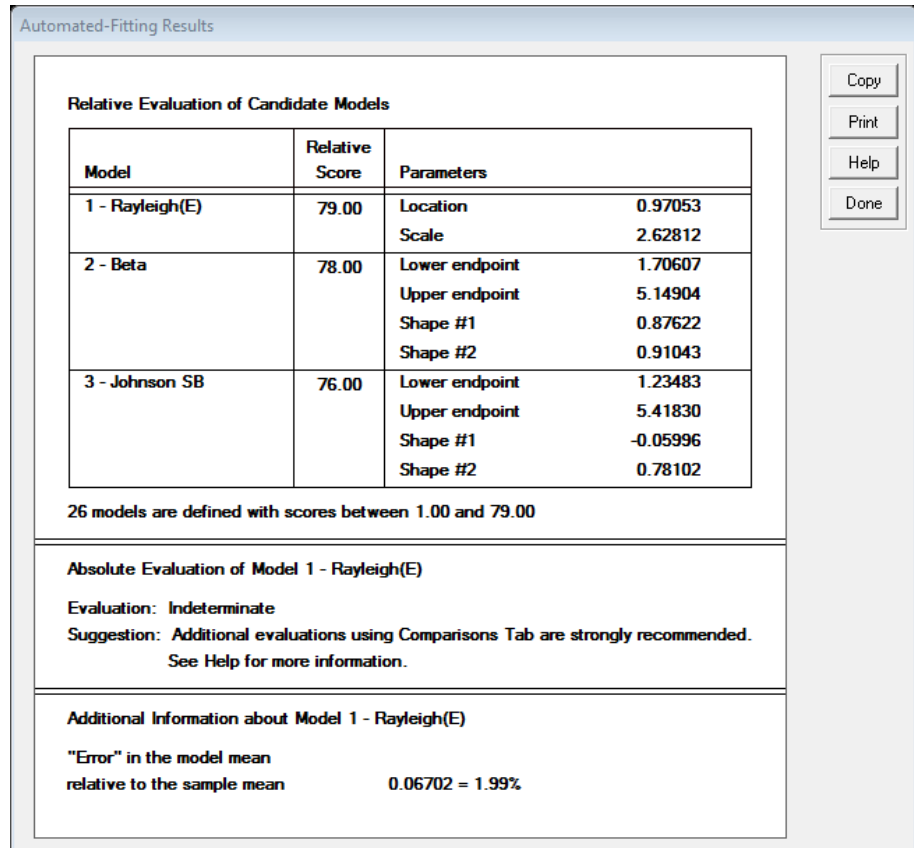 Automated-Fitting Results
Copy
Print
Help
Done
Relative Evaluation of Candidate Models
Model Relative Score Parameters
1 - Rayleigh(E) 79.00 Location 0.97053
Scale 2.62812
2 - Beta 78.00 Lower endpoint 1.70607
Upper endpoint 5.14904
Shape #1 0.87622
Shape #2 0.91043
3 - Johnson SB 76.00 Lower endpoint 1.23483
Upper endpoint 5.41830
Shape #1 -0.05996
Shape #2 0.78102
26 models are defined with scores between 1.00 and 79.00
Absolute Evaluation of Model 1 - Rayleigh(E)
Evaluation: Indeterminate
Suggestion: Additional evaluations using Comparisons Tab are strongly recommended.
See Help for more information.
Additional Information about Model 1 - Rayleigh(E)
"Error" in the model mean
relative to the sample mean 0.06702 = 1.99%